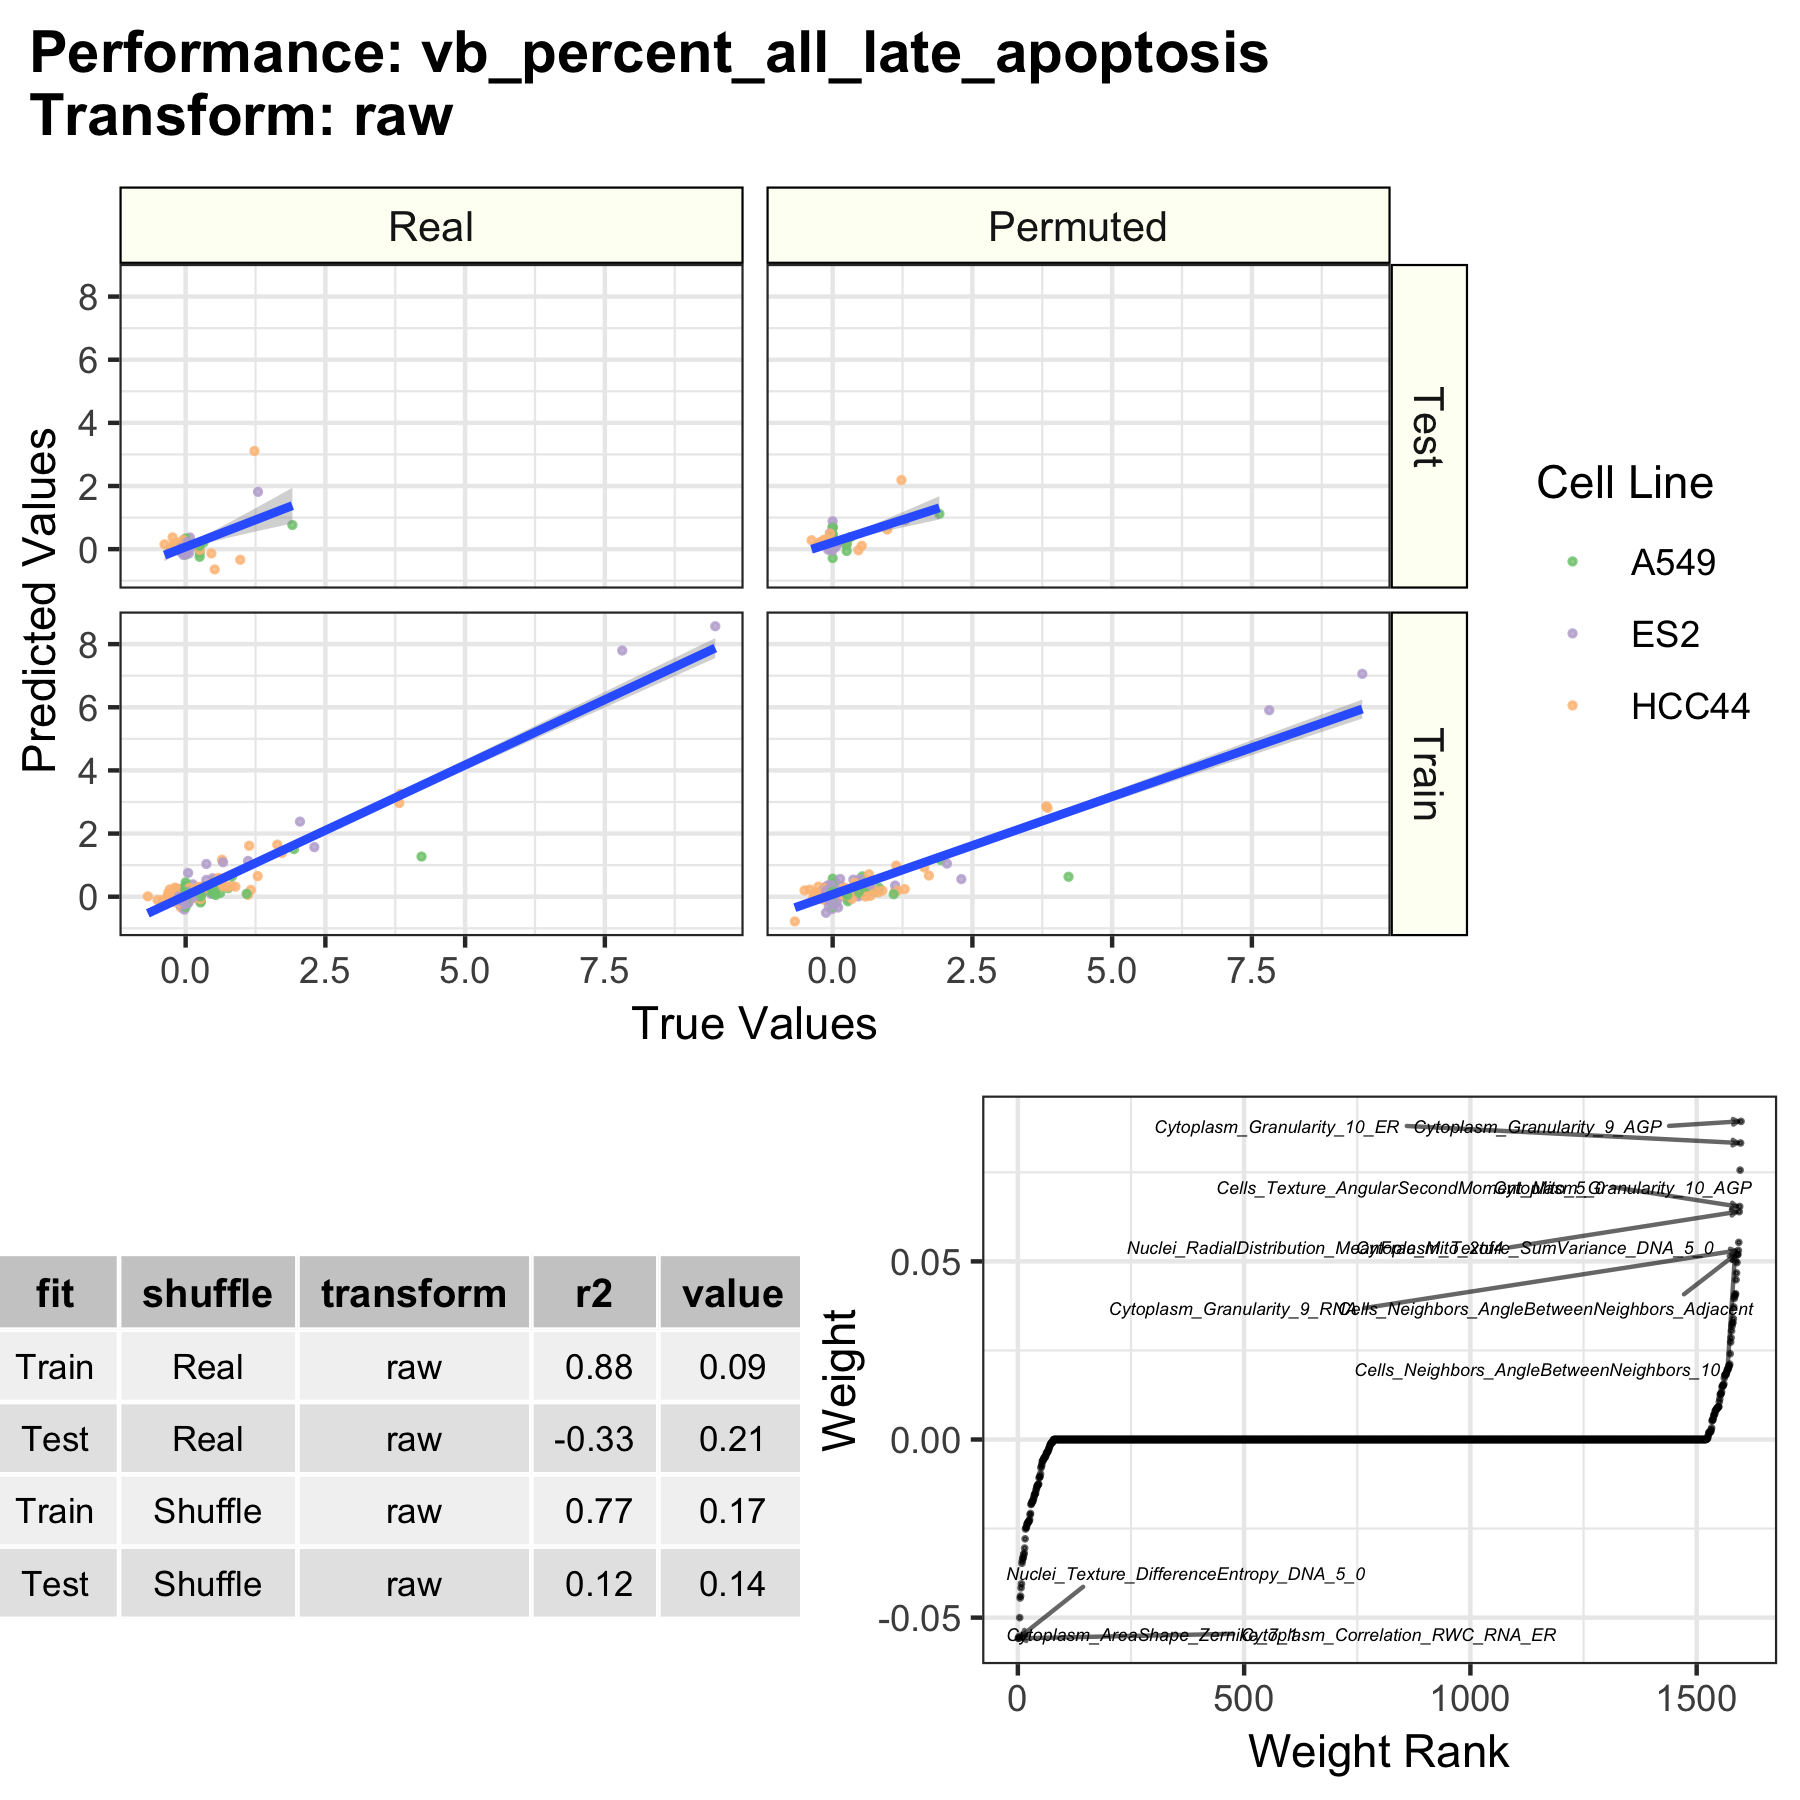 Performance: vb_percent_all_late_apoptosis
Transform: raw
Real
Permuted
8
6
4
2
0
Test
8
6
4
2
0
Train
Predicted Values
0.0
2.5
5.0
7.5
0.0
2.5
5.0
7.5
True Values
Cell Line
A549
ES2
HCC44
fit shuffle transform r2 value
Train Real raw 0.88 0.09
Test Real raw -0.33 0.21
Train Shuffle raw 0.77 0.17
Test Shuffle raw 0.12 0.14
Weight
0.05
0.00
-0.05
Cytoplasm_Granularity_10_ER
Cytoplasm_Granularity_9_AGP
Cells_Texture_AngularSecondMoment_Mito_5_0
Cytoplasm_Granularity_10_AGP
Nuclei_RadialDistribution_MeanFrac_Mito_2of4
Cytoplasm_Texture_SumVariance_DNA_5_0
Cytoplasm_Granularity_9_RNA
Cells_Neighbors_AngleBetweenNeighbors_Adjacent
Cells_Neighbors_AngleBetweenNeighbors_10
Nuclei_Texture_DifferenceEntropy_DNA_5_0
Cytoplasm_AreaShape_Zernike_7_1
Cytoplasm_Correlation_RWC_RNA_ER
0
500
1000
1500
Weight Rank